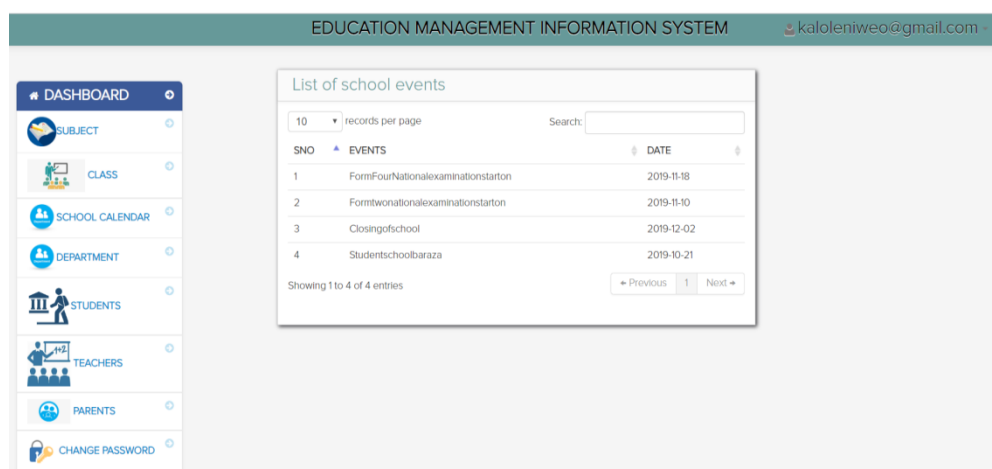 EDUCATION MANAGEMENT INFORMATION SYSTEM
kaloleniweo@gmail.com
DASHBOARD
SUBJECT
CLASS
SCHOOL CALENDAR
DEPARTMENT
STUDENTS
1+2
TEACHERS
PARENTS
CHANGE PASSWORD
List of school events
10 records per page Search:
SNO EVENTS DATE
1 FormFourNationalexaminationstarton 2019-11-18
2 Formtwonationalexaminationstarton 2019-11-10
3 Closingofschool 2019-12-02
4 Studentschoolbaraza 2019-10-21
Showing 1 to 4 of 4 entries
← Previous 1 Next →